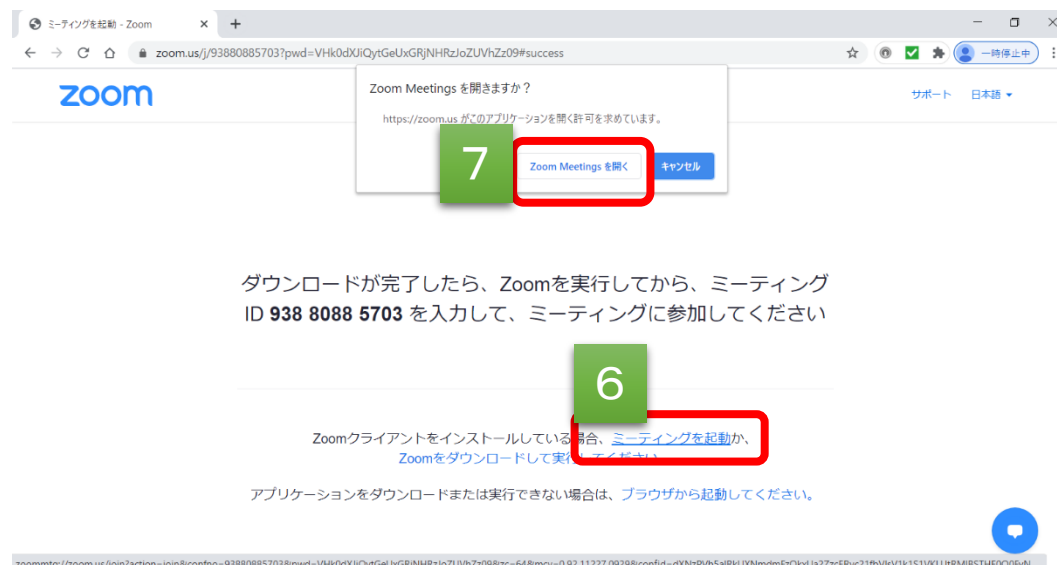 ミーティングを起動 - Zoom
zoom.us/j/93880885703?pwd=VHk0dXJiQytGeUxGRjNHRzJoZUVhZz09#success
一時停止中
zoom
サポート 日本語
Zoom Meetings を開きますか？
https://zoom.us がこのアプリケーションを開く許可を求めています。
7
Zoom Meetings を開く キャンセル
ダウンロードが完了したら、Zoomを実行してから、ミーティング
ID 938 8088 5703 を入力して、ミーティングに参加してください
6
Zoomクライアントをインストールしている場合、ミーティングを起動か、
Zoomをダウンロードして実行してください
アプリケーションをダウンロードまたは実行できない場合は、ブラウザから起動してください。